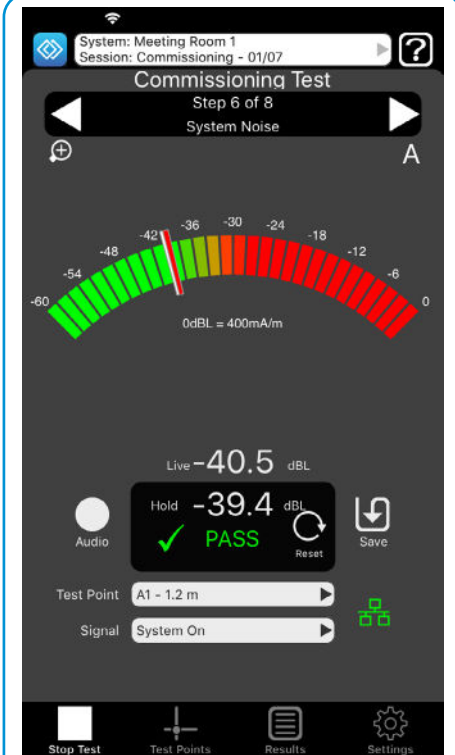 System: Meeting Room 1
Session: Commissioning - 01/07
?
Commissioning Test
Step 6 of 8
System Noise
A
-60
-54
-48
-42
-36
-30
-24
-18
-12
-6
0
0dBL = 400mA/m
Live -40.5 dBL
Hold -39.4 dBL
PASS
Reset
Audio
Save
Test Point A1 - 1.2 m
Signal System On
Stop Test Test Points Results Settings